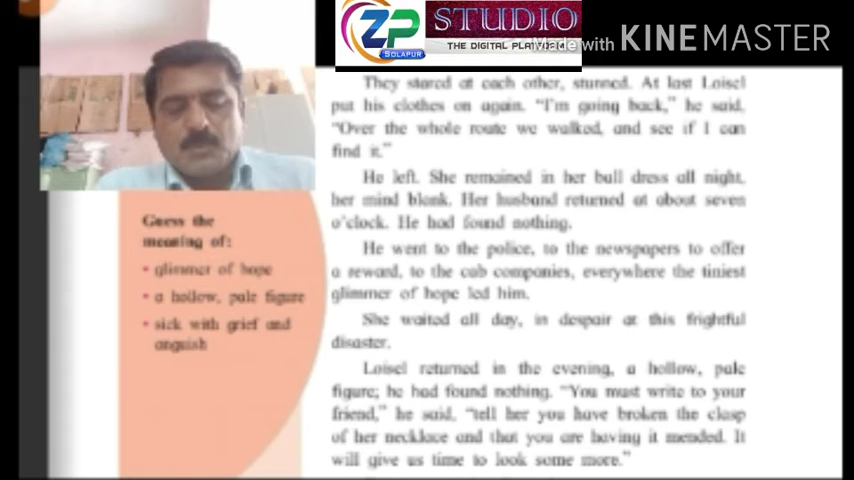 ZP
SOLAPUR
STUDIO
THE DIGITAL PLATFORM
Made with KINEMASTER
They stared at each other, stunned. At last Loisel
put his clothes on again. “I’m going back,” he said,
“Over the whole route we walked, and see if I can
find it.”
He left. She remained in her ball dress all night,
her mind blank. Her husband returned at about seven
o’clock. He had found nothing.
He went to the police, to the newspapers to offer
a reward, to the cab companies, everywhere the tiniest
glimmer of hope led him.
She waited all day, in despair at this frightful
disaster.
Loisel returned in the evening, a hollow, pale
figure; he had found nothing. “You must write to your
friend,” he said, “tell her you have broken the clasp
of her necklace and that you are having it mended. It
will give us time to look some more.”
Guess the
meaning of:
• glimmer of hope
• a hollow, pale figure
• sick with grief and
anguish